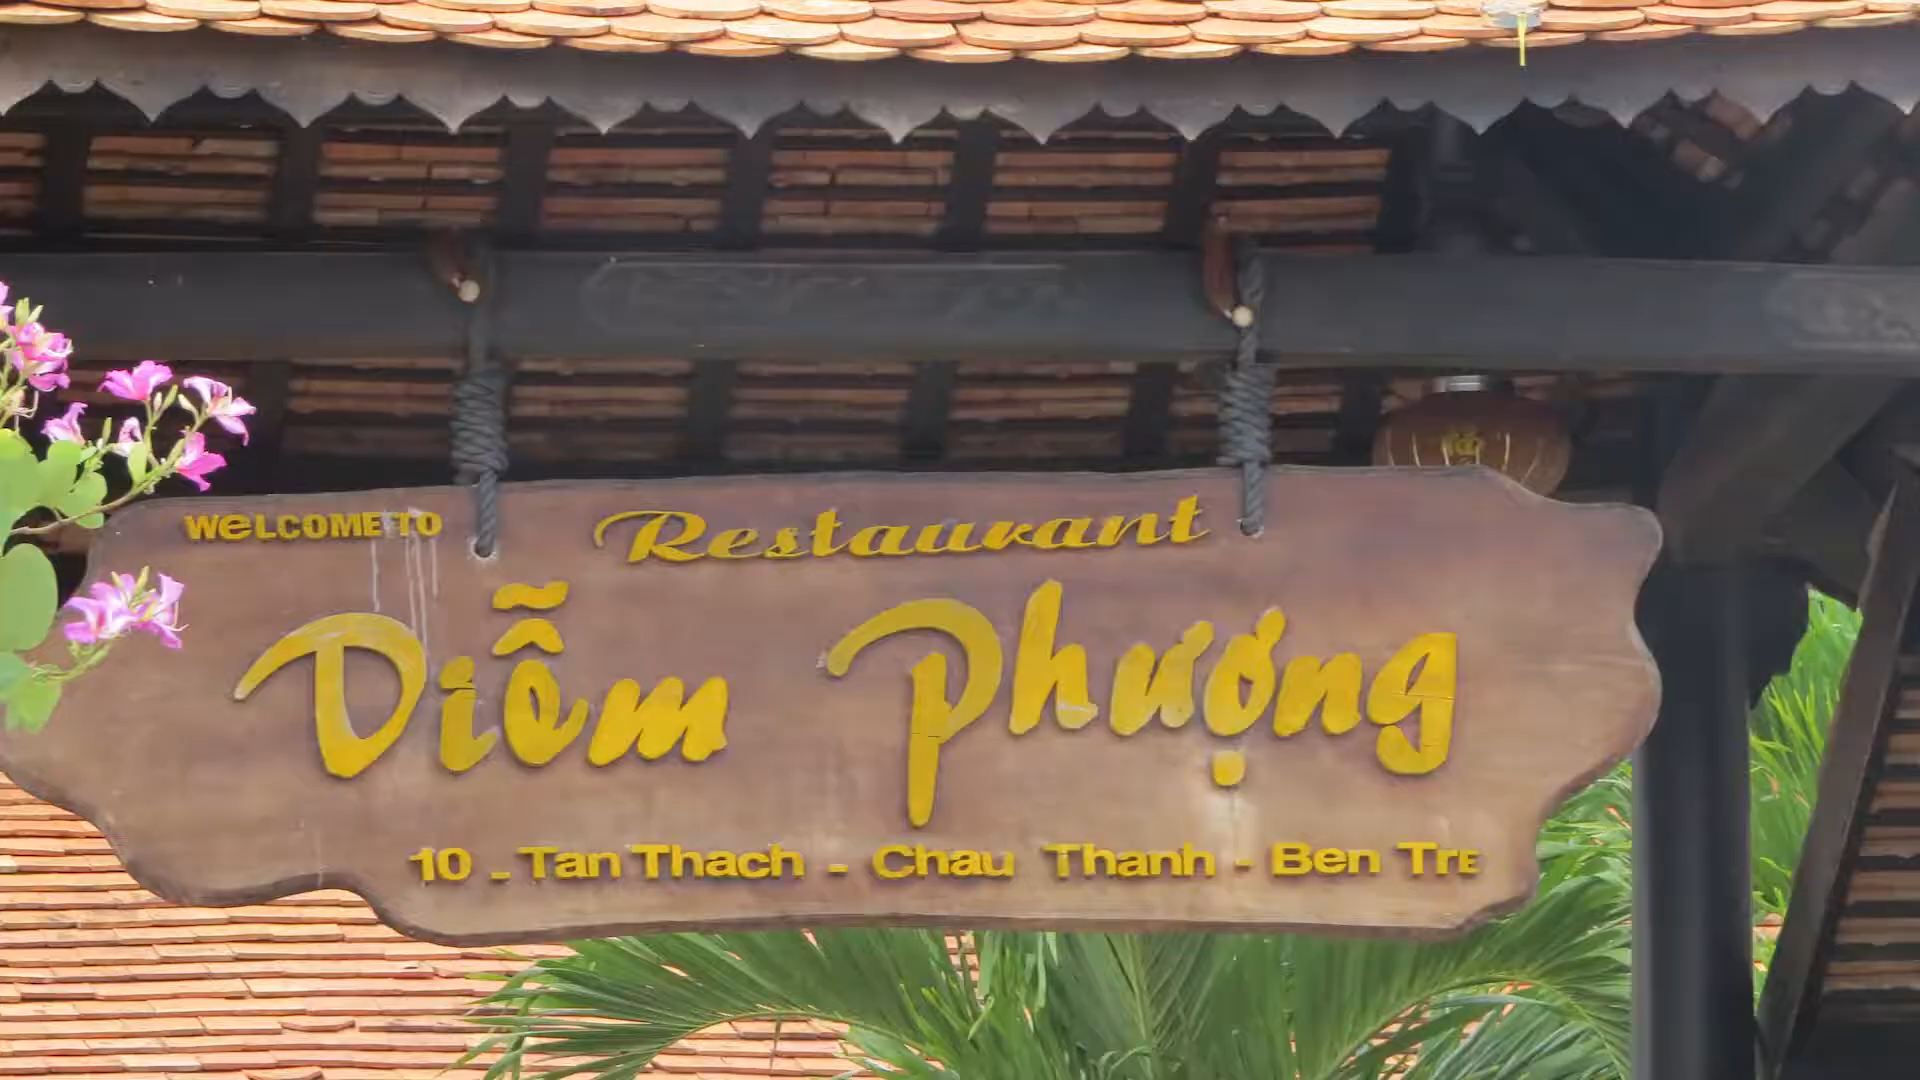 WeLCOME TO
Restaurant
Diễm Phượng
10 - Tan Thach - Chau Thanh - Ben Tre